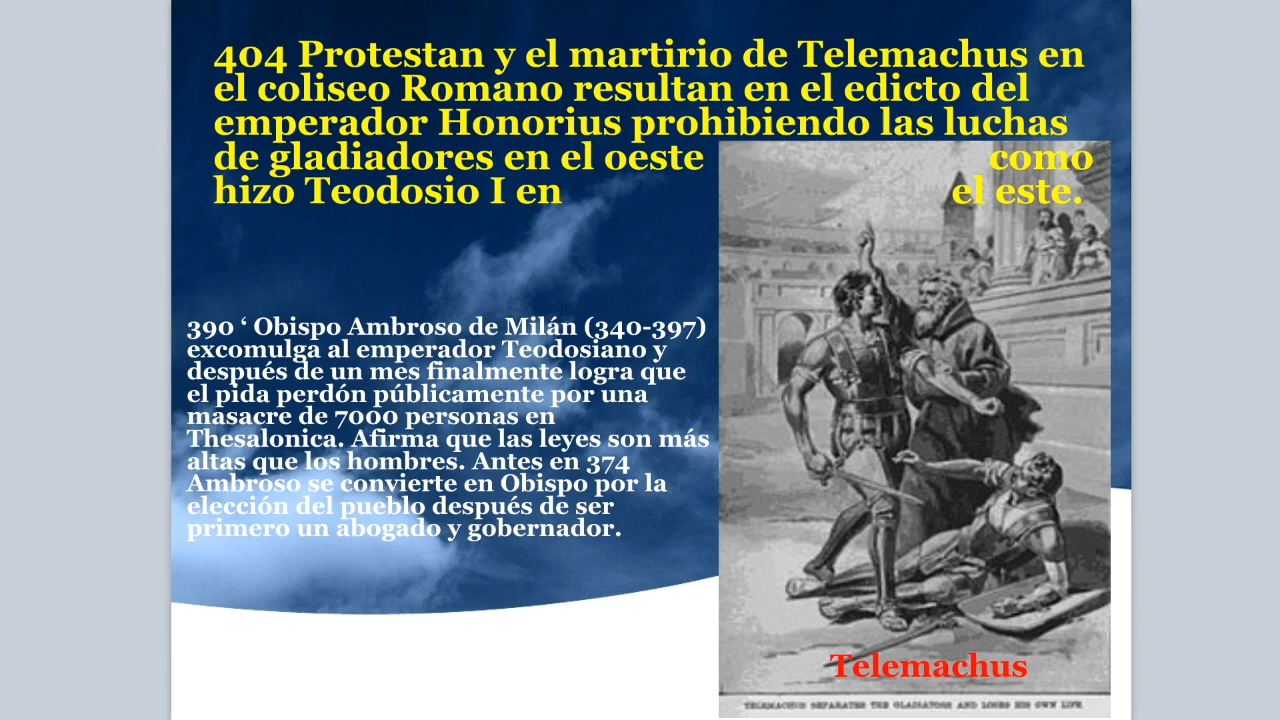 404 Protestan y el martirio de Telemachus en
el coliseo Romano resultan en el edicto del
emperador Honorius prohibiendo las luchas
de gladiadores en el oeste como
hizo Teodosio I en el este.
390 ‘ Obispo Ambroso de Milán (340-397)
excomulga al emperador Teodosiano y
después de un mes finalmente logra que
el pida perdón públicamente por una
masacre de 7000 personas en
Thesalonica. Afirma que las leyes son más
altas que los hombres. Antes en 374
Ambroso se convierte en Obispo por la
elección del pueblo después de ser
primero un abogado y gobernador.
Telemachus
TELEMACHUS SEPARATES THE GLADIATORS AND LOSES HIS OWN LIFE